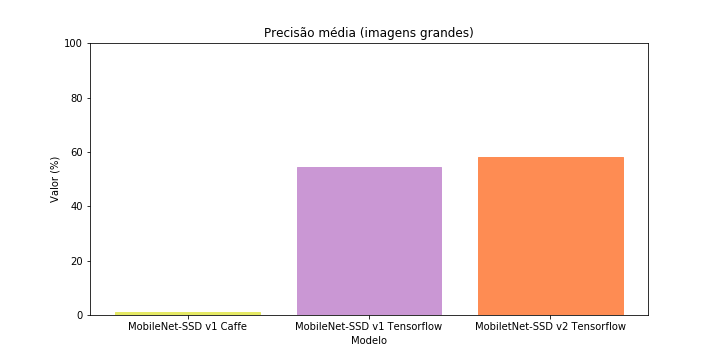 Precisão média (imagens grandes)
100
80
60
40
20
0
Valor (%)
MobileNet-SSD v1 Caffe
MobileNet-SSD v1 Tensorflow
MobiletNet-SSD v2 Tensorflow
Modelo